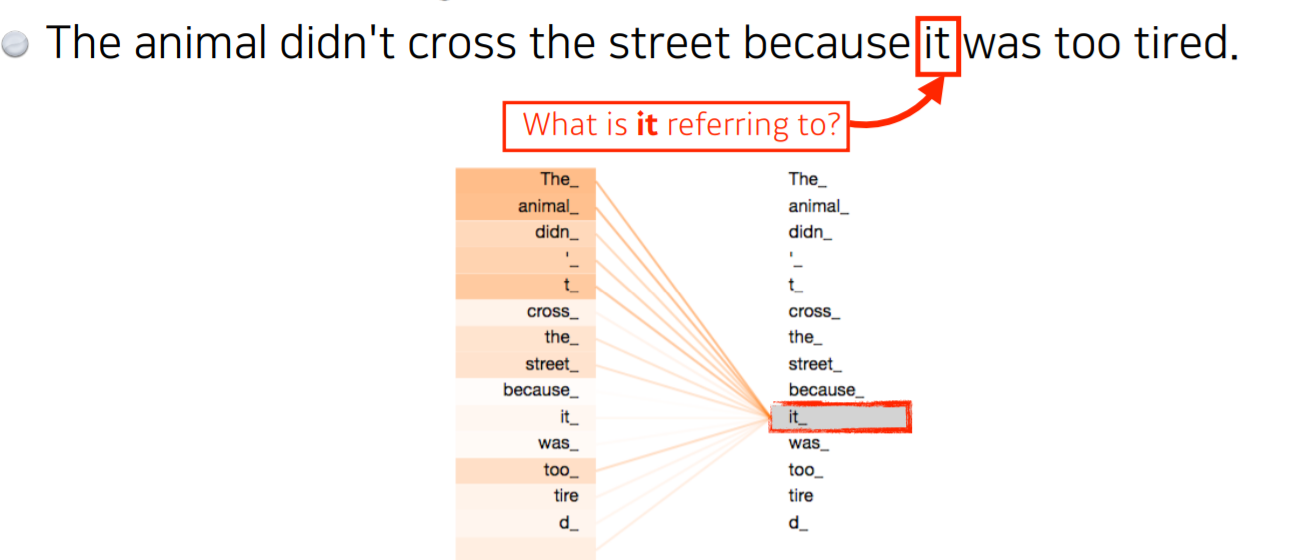 The animal didn't cross the street because it was too tired.
What is it referring to?
The_ The_
animal_ animal_
didn_ didn_
'_ '_
t_ t_
cross_ cross_
the_ the_
street_ street_
because_ because_
it_ it_
was_ was_
too_ too_
tire tire
d_ d_